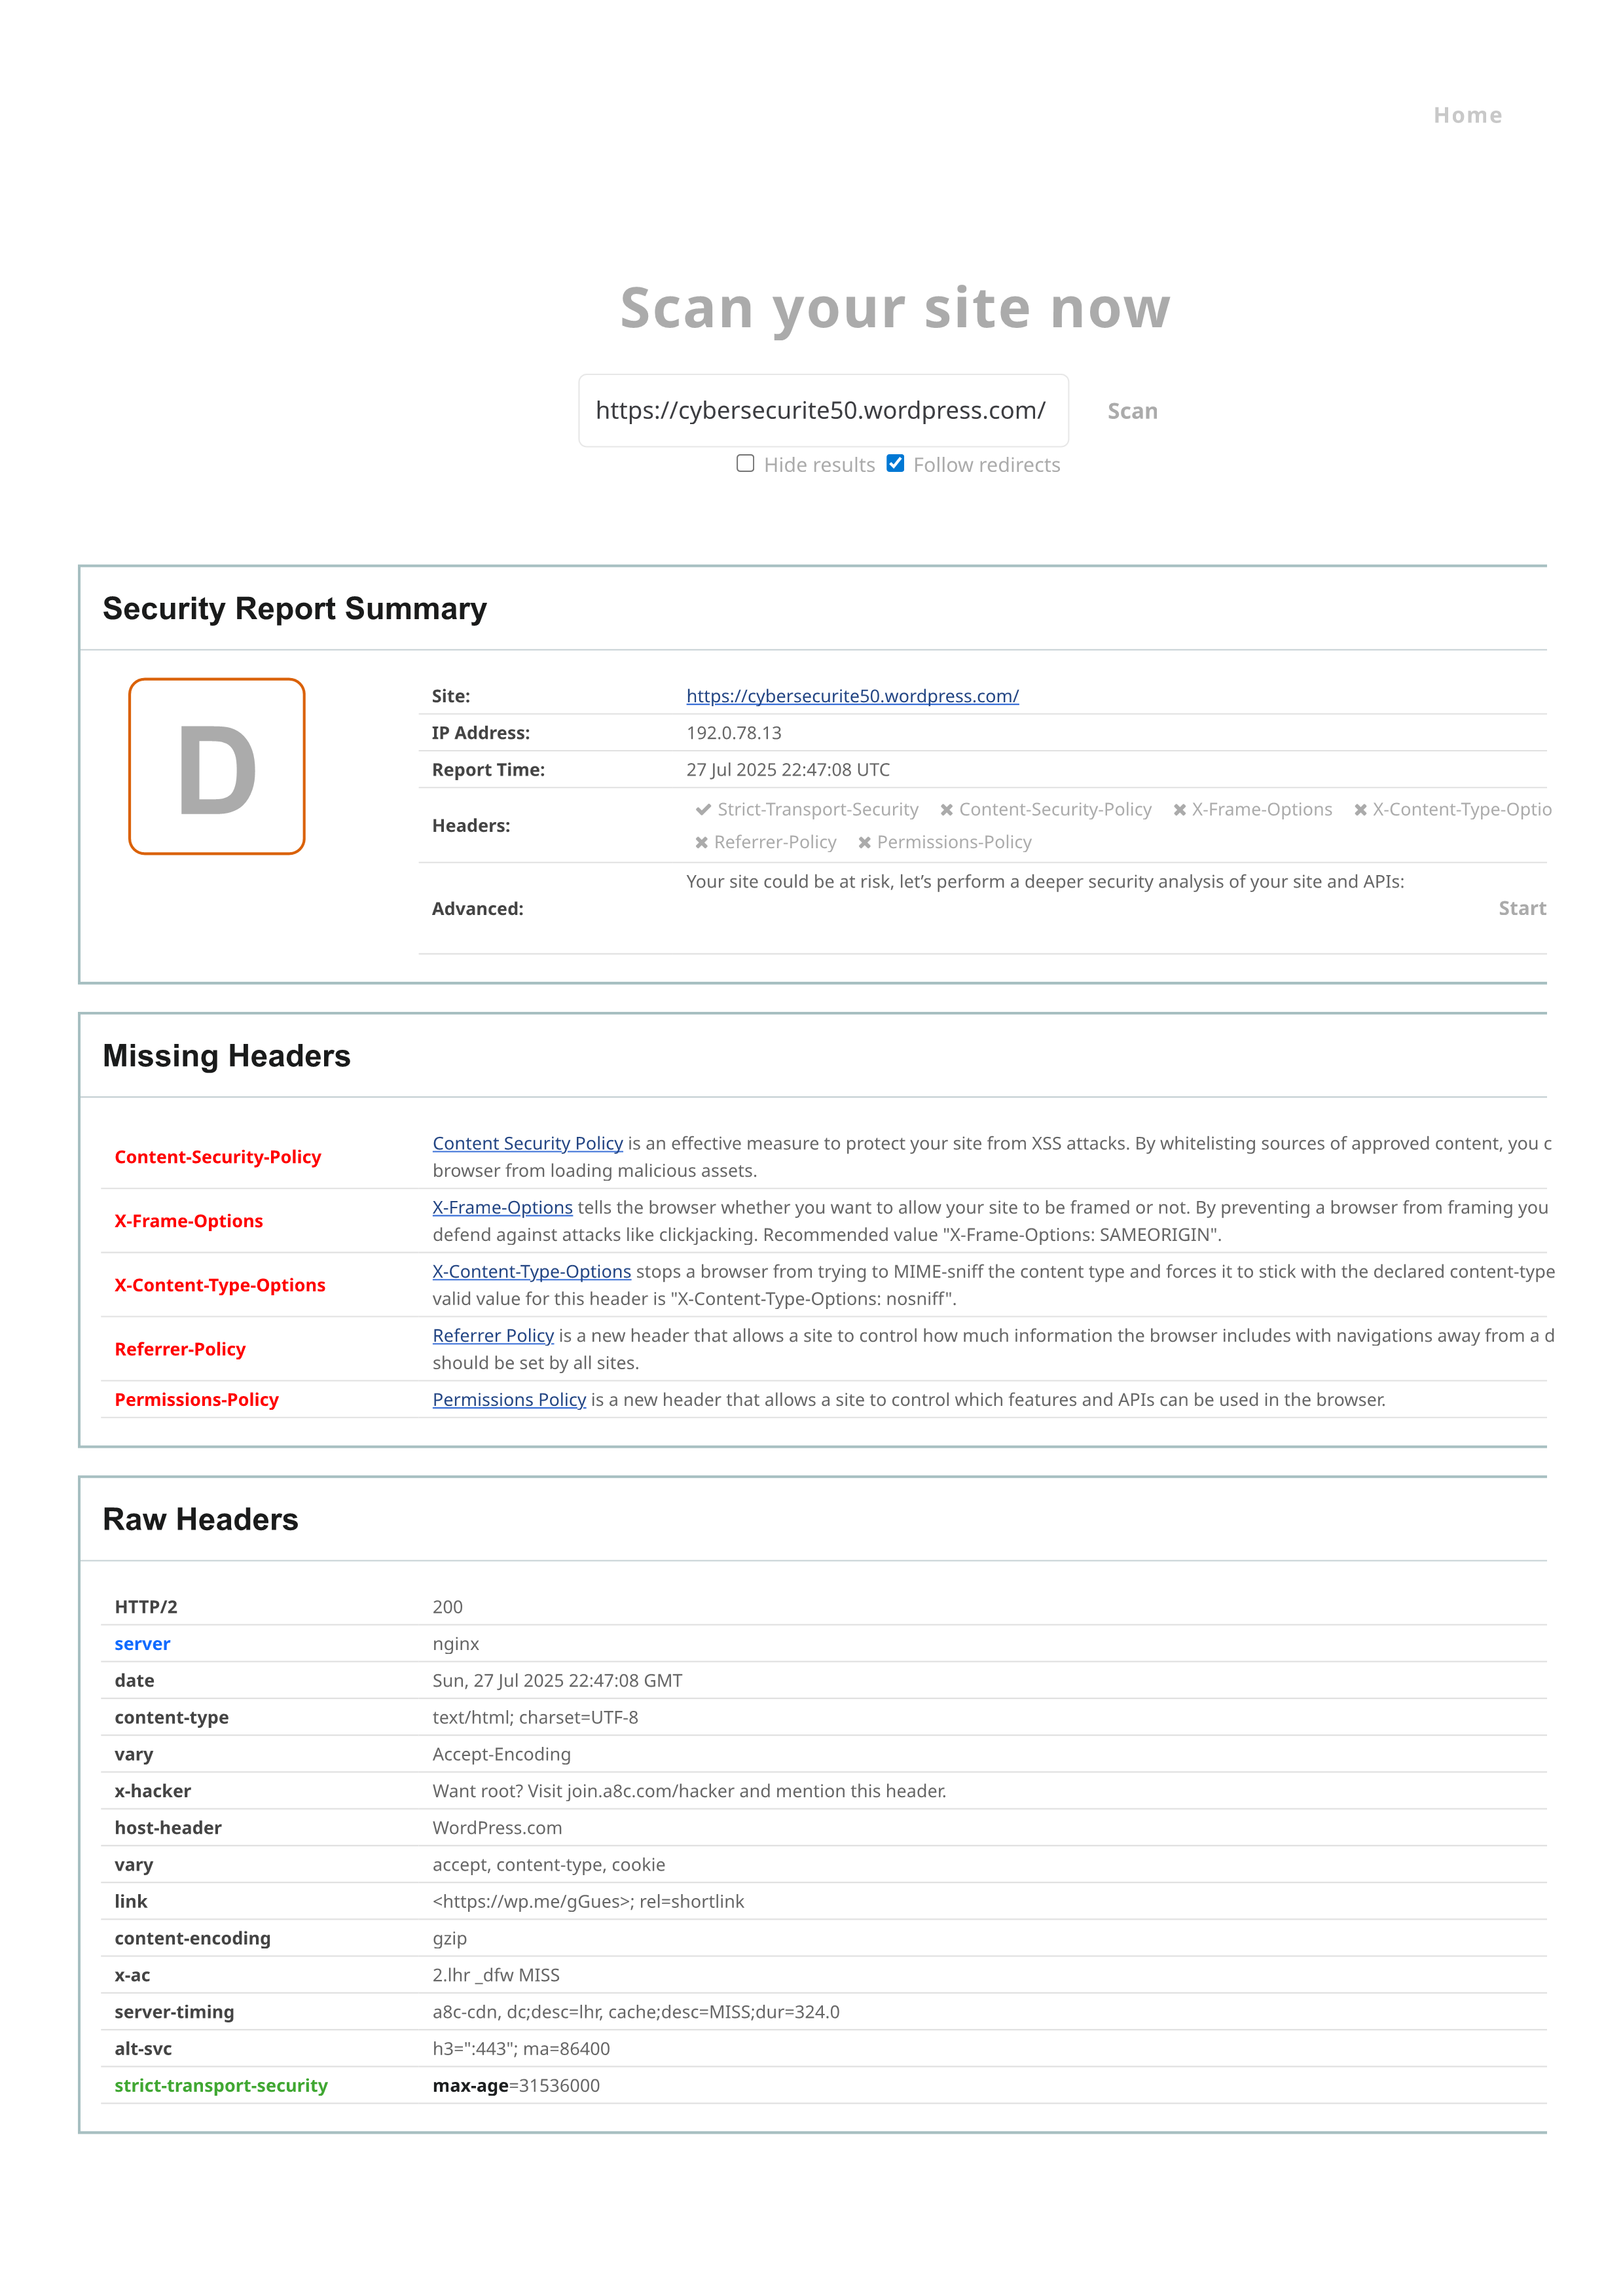 Home
Scan your site now
https://cybersecurite50.wordpress.com/ Scan
Hide results Follow redirects
Security Report Summary
D
Site: https://cybersecurite50.wordpress.com/
IP Address: 192.0.78.13
Report Time: 27 Jul 2025 22:47:08 UTC
Headers: Strict-Transport-Security Content-Security-Policy X-Frame-Options X-Content-Type-Optio
Referrer-Policy Permissions-Policy
Advanced: Your site could be at risk, let’s perform a deeper security analysis of your site and APIs:
Start
Missing Headers
Content-Security-Policy Content Security Policy is an effective measure to protect your site from XSS attacks. By whitelisting sources of approved content, you c
browser from loading malicious assets.
X-Frame-Options X-Frame-Options tells the browser whether you want to allow your site to be framed or not. By preventing a browser from framing you
defend against attacks like clickjacking. Recommended value "X-Frame-Options: SAMEORIGIN".
X-Content-Type-Options X-Content-Type-Options stops a browser from trying to MIME-sniff the content type and forces it to stick with the declared content-type
valid value for this header is "X-Content-Type-Options: nosniff".
Referrer-Policy Referrer Policy is a new header that allows a site to control how much information the browser includes with navigations away from a d
should be set by all sites.
Permissions-Policy Permissions Policy is a new header that allows a site to control which features and APIs can be used in the browser.
Raw Headers
HTTP/2 200
server nginx
date Sun, 27 Jul 2025 22:47:08 GMT
content-type text/html; charset=UTF-8
vary Accept-Encoding
x-hacker Want root? Visit join.a8c.com/hacker and mention this header.
host-header WordPress.com
vary accept, content-type, cookie
link <https://wp.me/gGues>; rel=shortlink
content-encoding gzip
x-ac 2.lhr _dfw MISS
server-timing a8c-cdn, dc;desc=lhr, cache;desc=MISS;dur=324.0
alt-svc h3=":443"; ma=86400
strict-transport-security max-age=31536000